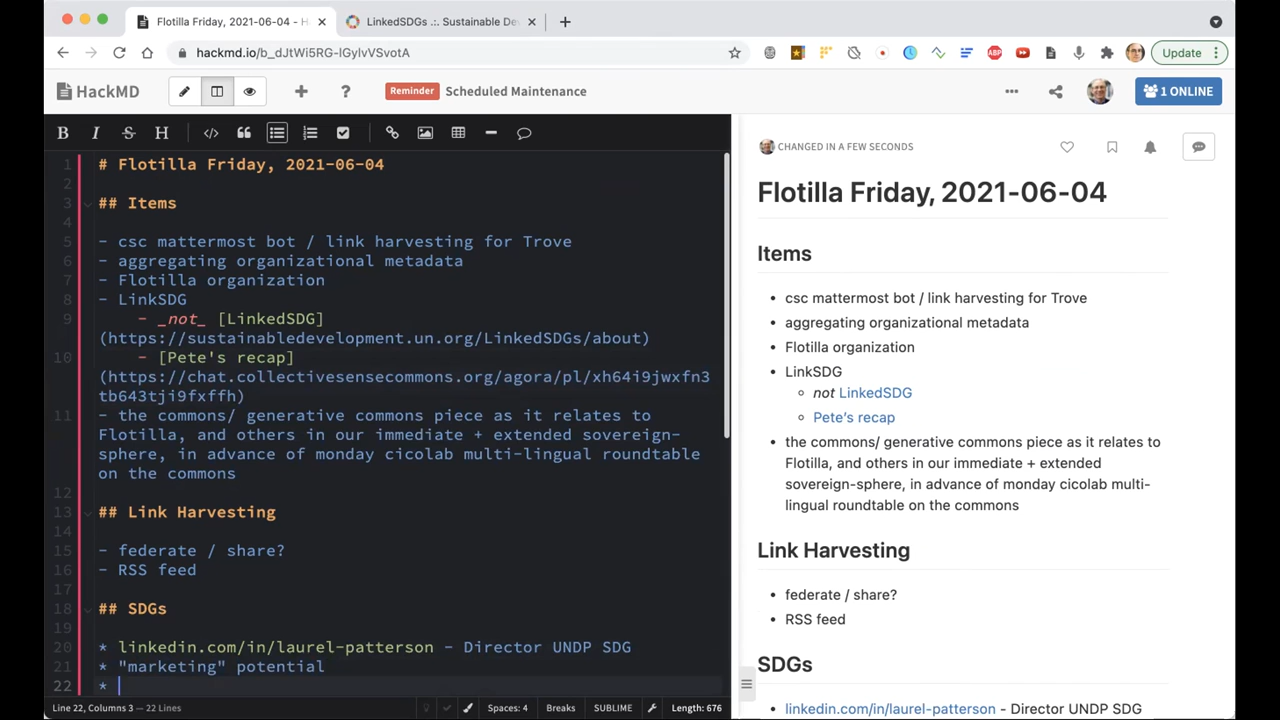 Flotilla Friday, 2021-06-04 - H
LinkedSDGs .:. Sustainable De
hackmd.io/b_dJtWi5RG-lGylvVSvotA
ABP
Update
HackMD
Reminder
Scheduled Maintenance
1 ONLINE
B I S H
1 # Flotilla Friday, 2021-06-04
2
3 ## Items
4
5 - csc mattermost bot / link harvesting for Trove
6 - aggregating organizational metadata
7 - Flotilla organization
8 - LinkSDG
9 - _not_ [LinkedSDG]
(https://sustainabledevelopment.un.org/LinkedSDGs/about)
10 - [Pete's recap]
(https://chat.collectivesensecommons.org/agora/pl/xh64i9jwxfn3
tb643tji9fxffh)
11 - the commons/ generative commons piece as it relates to
Flotilla, and others in our immediate + extended sovereign-
sphere, in advance of monday cicolab multi-lingual roundtable
on the commons
12
13 ## Link Harvesting
14
15 - federate / share?
16 - RSS feed
17
18 ## SDGs
19
20 * linkedin.com/in/laurel-patterson - Director UNDP SDG
21 * "marketing" potential
22 *
Line 22, Columns 3 — 22 Lines
Spaces: 4
Breaks
SUBLIME
Length: 676
CHANGED IN A FEW SECONDS
Flotilla Friday, 2021-06-04
Items
• csc mattermost bot / link harvesting for Trove
• aggregating organizational metadata
• Flotilla organization
• LinkSDG
◦ not LinkedSDG
◦ Pete’s recap
• the commons/ generative commons piece as it relates to
Flotilla, and others in our immediate + extended
sovereign-sphere, in advance of monday cicolab multi-
lingual roundtable on the commons
Link Harvesting
• federate / share?
• RSS feed
SDGs
• linkedin.com/in/laurel-patterson - Director UNDP SDG